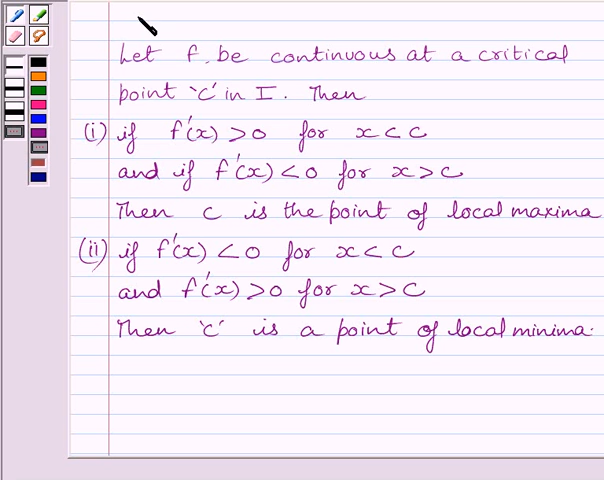 Let f be continuous at a critical
point 'c' in I. Then
(i) if f'(x) > 0 for x < c
and if f'(x) < 0 for x > c
Then c is the point of local maxima
(ii) if f'(x) < 0 for x < c
and f'(x) > 0 for x > c
Then 'c' is a point of local minima.